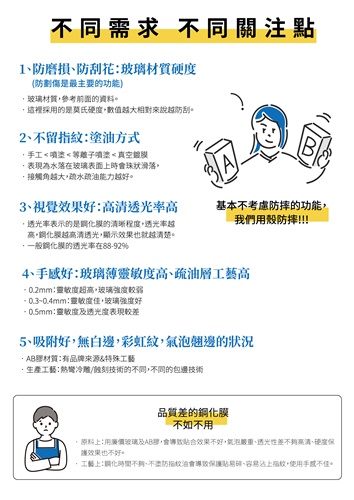 不同需求 不同關注點
1、防磨損、防刮花：玻璃材質硬度
(防劃傷是最主要的功能)
· 玻璃材質，參考前面的資料。
· 這裡採用的是莫氏硬度，數值越大相對來說越防刮。
2、不留指紋：塗油方式
· 手工＜噴塗＜等離子噴塗＜真空鍍膜
· 表現為水落在玻璃表面上時會珠狀滑落，
· 接觸角越大，疏水疏油能力越好。
A
B
3、視覺效果好：高清透光率高
· 透光率表示的是鋼化膜的清晰程度，透光率越
高，鋼化膜越高清透光，顯示效果也就越清楚。
· 一般鋼化膜的透光率在88-92%
基本不考慮防摔的功能，
我們用殼防摔!!!
4、手感好：玻璃薄靈敏度高、疏油層工藝高
· 0.2mm：靈敏度超高，玻璃強度較弱
· 0.3~0.4mm：靈敏度佳，玻璃強度好
· 0.5mm：靈敏度及透光度表現較差
5、吸附好，無白邊，彩虹紋，氣泡翹邊的狀況
· AB膠材質：有品牌來源&特殊工藝
· 生產工藝：熱彎冷雕/蝕刻技術的不同，不同的包邊技術
品質差的鋼化膜
不如不用
· 原料上：用廉價玻璃及AB膠，會導致貼合效果不好，氣泡嚴重、透光性差不夠高清、硬度保
護效果也不好。
· 工藝上：鋼化時間不夠、不塗防指紋油會導致保護貼易碎、容易沾上指紋，使用手感不佳。